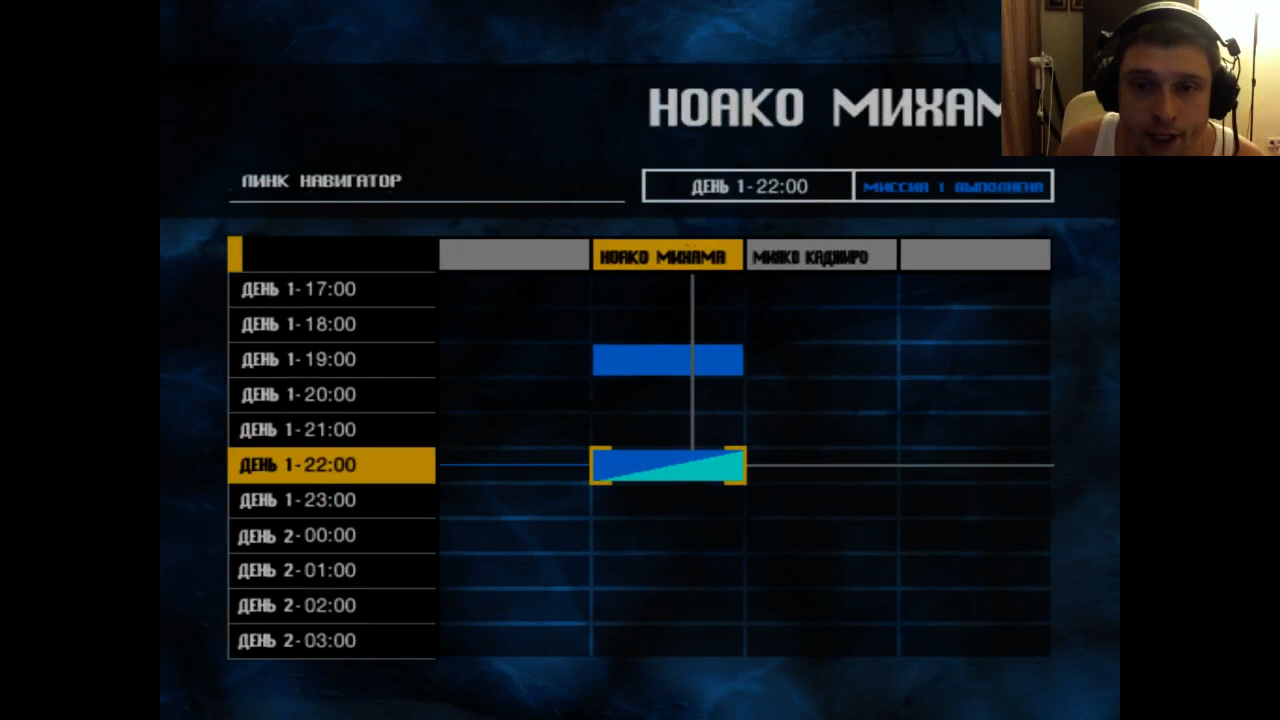 НОАКО МИХАМ
ЛИНК НАВИГАТОР
ДЕНЬ 1-22:00
МИССИЯ 1 ВЫПОЛНЕНА
НОАКО МИХАМА
МИЯКО КАДЖИРО
ДЕНЬ 1-17:00
ДЕНЬ 1-18:00
ДЕНЬ 1-19:00
ДЕНЬ 1-20:00
ДЕНЬ 1-21:00
ДЕНЬ 1-22:00
ДЕНЬ 1-23:00
ДЕНЬ 2-00:00
ДЕНЬ 2-01:00
ДЕНЬ 2-02:00
ДЕНЬ 2-03:00